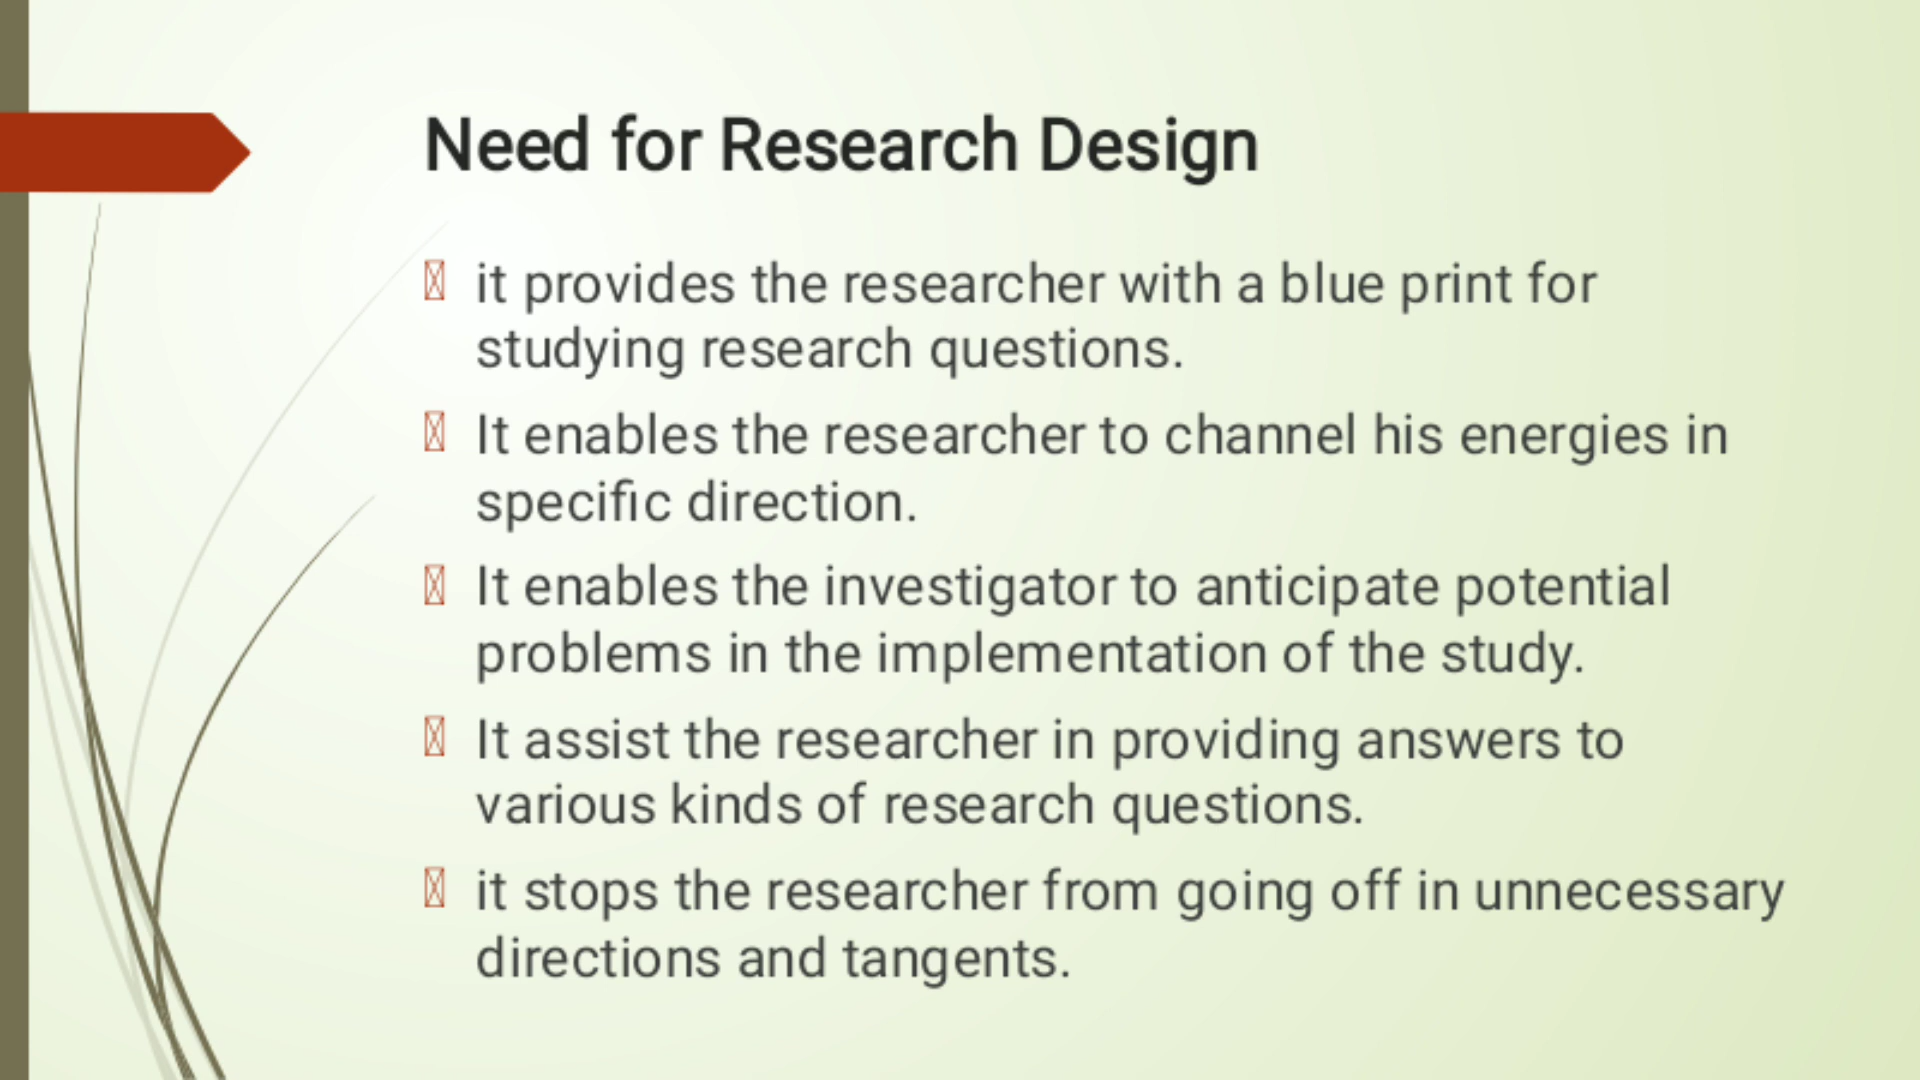 Need for Research Design
it provides the researcher with a blue print for
studying research questions.
It enables the researcher to channel his energies in
specific direction.
It enables the investigator to anticipate potential
problems in the implementation of the study.
It assist the researcher in providing answers to
various kinds of research questions.
it stops the researcher from going off in unnecessary
directions and tangents.